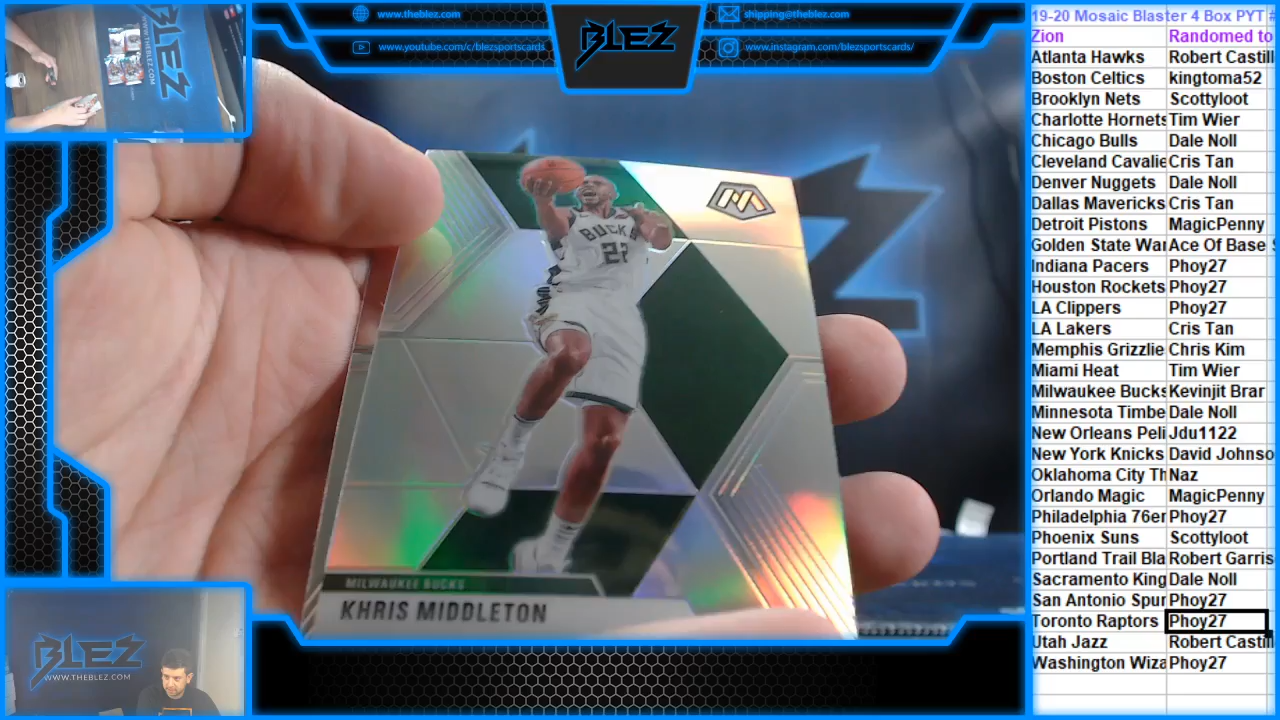 www.theblez.com
www.youtube.com/c/blezsportscards
BLEZ
shipping@theblez.com
www.instagram.com/blezsportscards/
BLEZ
WWW.THEBLEZ.COM
BUCKS
22
MILWAUKEE BUCKS
KHRIS MIDDLETON
BLEZ
WWW.THEBLEZ.COM
19-20 Mosaic Blaster 4 Box PYT #
Zion Randomed to
Atlanta Hawks Robert Castill
Boston Celtics kingtoma52
Brooklyn Nets Scottyloot
Charlotte Hornets Tim Wier
Chicago Bulls Dale Noll
Cleveland Cavalie Cris Tan
Denver Nuggets Dale Noll
Dallas Mavericks Cris Tan
Detroit Pistons MagicPenny
Golden State War Ace Of Base S
Indiana Pacers Phoy27
Houston Rockets Phoy27
LA Clippers Phoy27
LA Lakers Cris Tan
Memphis Grizzlie Chris Kim
Miami Heat Tim Wier
Milwaukee Bucks Kevinjit Brar
Minnesota Timbe Dale Noll
New Orleans Peli Jdu1122
New York Knicks David Johnso
Oklahoma City Th Naz
Orlando Magic MagicPenny
Philadelphia 76er Phoy27
Phoenix Suns Scottyloot
Portland Trail Bla Robert Garris
Sacramento King Dale Noll
San Antonio Spur Phoy27
Toronto Raptors Phoy27
Utah Jazz Robert Castill
Washington Wiza Phoy27